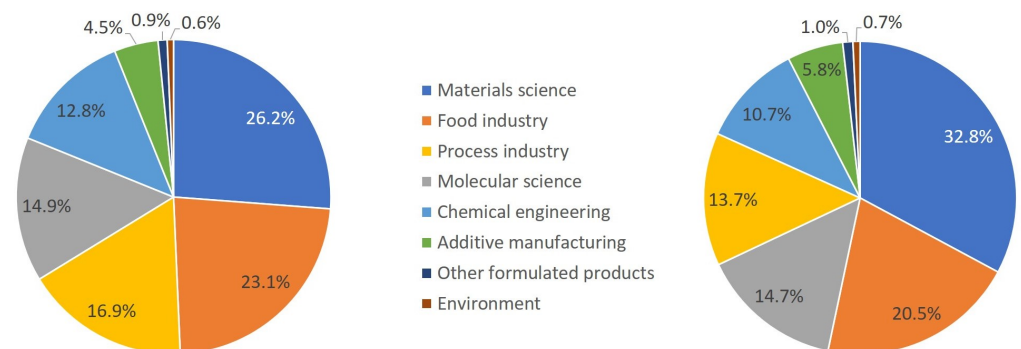 4.5%
0.9%
0.6%
12.8%
26.2%
14.9%
16.9%
23.1%
Materials science
Food industry
Process industry
Molecular science
Chemical engineering
Additive manufacturing
Other formulated products
Environment
1.0%
0.7%
5.8%
10.7%
32.8%
13.7%
14.7%
20.5%